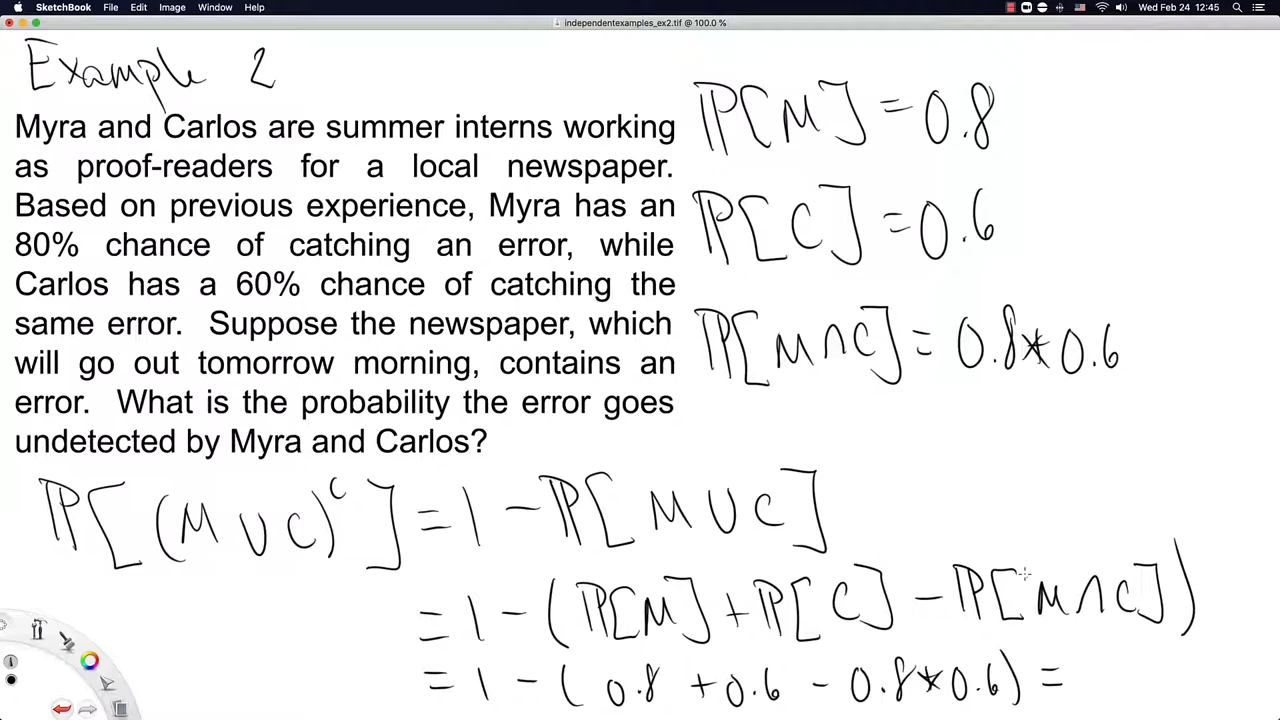 SketchBook File Edit Image Window Help Wed Feb 24 12:45
independentexamples_ex2.tif @ 100.0 %
Example 2
Myra and Carlos are summer interns working
as proof-readers for a local newspaper.
Based on previous experience, Myra has an
80% chance of catching an error, while
Carlos has a 60% chance of catching the
same error. Suppose the newspaper, which
will go out tomorrow morning, contains an
error. What is the probability the error goes
undetected by Myra and Carlos?
ℙ[M] = 0.8
ℙ[C] = 0.6
ℙ[M∩C] = 0.8*0.6
ℙ[(M∪C)ᶜ] = 1 - ℙ[M∪C]
= 1 - (ℙ[M] + ℙ[C] - ℙ[M∩C])
= 1 - (0.8 + 0.6 - 0.8*0.6) =